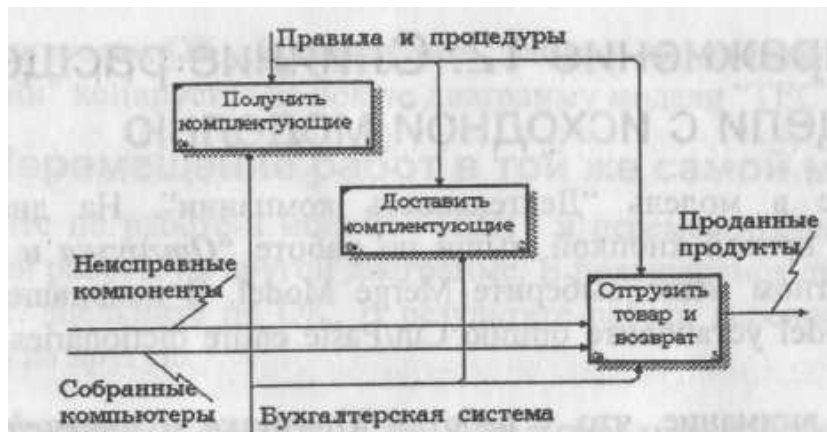 Правила и процедуры
Получить
комплектующие
Доставить
комплектующие
Проданные
продукты
Неисправные
компоненты
Отгрузить
товар и
возврат
Собранные
компьютеры
Бухгалтерская система